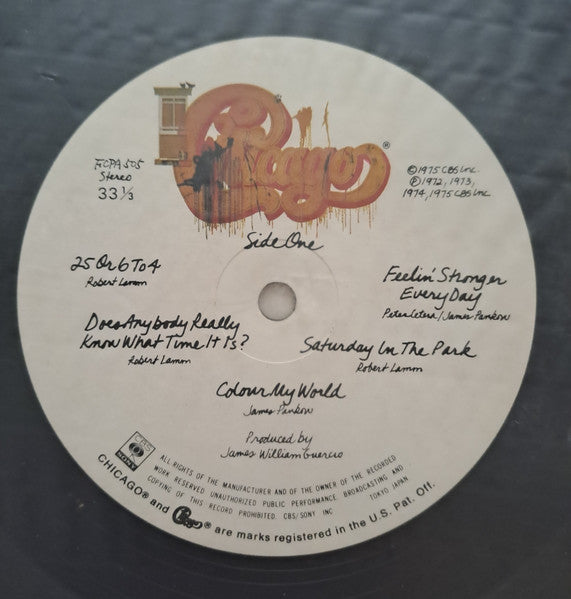 Chicago®
FCPA 505
Stereo
33 1/3
©1975 CBS Inc.
Ⓟ1972, 1973,
1974, 1975 CBS Inc.
Side One
25 Or 6 To 4
Robert Lamm
Does Anybody Really
Know What Time It Is?
Robert Lamm
Feelin' Stronger
Every Day
Peter Cetera/James Pankow
Saturday In The Park
Robert Lamm
Colour My World
James Pankow
Produced by
James William Guercio
CBS
SONY
ALL RIGHTS OF THE MANUFACTURER AND OF THE OWNER OF THE RECORDED
WORK RESERVED. UNAUTHORIZED PUBLIC PERFORMANCE, BROADCASTING AND
COPYING OF THIS RECORD PROHIBITED. CBS/SONY INC
TOKYO JAPAN
CHICAGO® and Chicago® are marks registered in the U.S. Pat. Off.